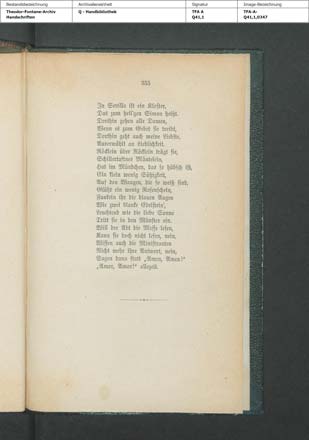 Bestandsbezeichnung
Theodor-Fontane-Archiv
Handschriften
Archivalieneinheit
Q - Handbibliothek
Signatur
TFA A
Q41,1
Image-Bezeichnung
TFA-A-
Q41,1,0347
355
In Sevilla ist ein Kloster,
Das zum heil'gen Simon heißt.
Dorthin gehen alle Damen,
Wenn es zum Gebet sie treibt,
Dorthin geht auch meine Liebste,
Auserwählt an Lieblichkeit.
Röcklein über Röcklein trägt sie,
Schillertaftnes Mäntelein,
Hat im Mündchen, das so hübsch ist,
Ein klein wenig Süßigkeit,
Auf den Wangen, die so weiß sind,
Glüht ein wenig Rosenschein,
Funkeln ihr die blauen Augen
Wie zwei blanke Edelstein',
Leuchtend wie die liebe Sonne
Tritt sie in den Münster ein.
Will der Abt die Messe lesen,
Kann sie doch nicht lesen, nein,
Wissen auch die Ministranten
Nicht mehr ihre Antwort, nein,
Sagen dann statt „Amen, Amen!"
„Amor, Amor!"